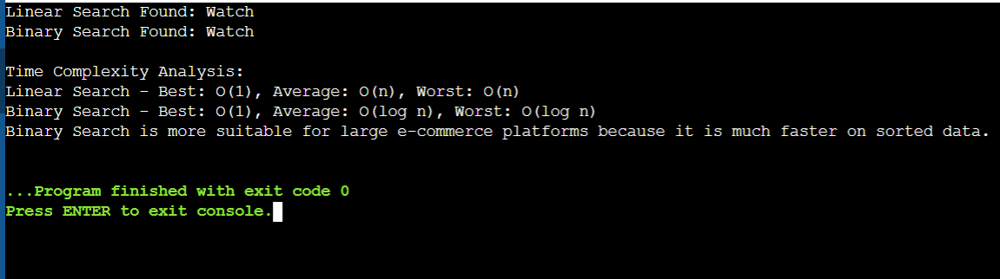 Linear Search Found: Watch
Binary Search Found: Watch
Time Complexity Analysis:
Linear Search - Best: O(1), Average: O(n), Worst: O(n)
Binary Search - Best: O(1), Average: O(log n), Worst: O(log n)
Binary Search is more suitable for large e-commerce platforms because it is much faster on sorted data.
...Program finished with exit code 0
Press ENTER to exit console.